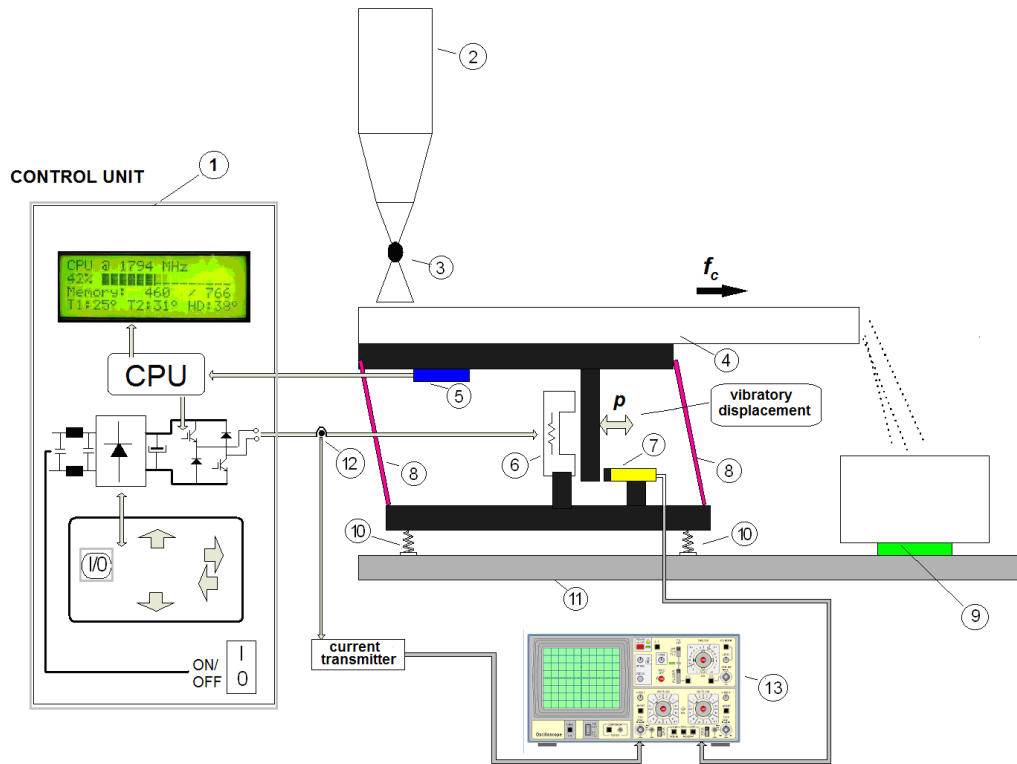 CONTROL UNIT
1
2
3
CPU @ 1794 MHz
42%
Memory: 460 / 766
T1:25° T2:31° HD:38°
fc
4
CPU
5
p
vibratory
displacement
6
7
8
8
12
I/O
10
10
9
11
ON/
OFF
I
0
current
transmitter
13
Oscilloscope